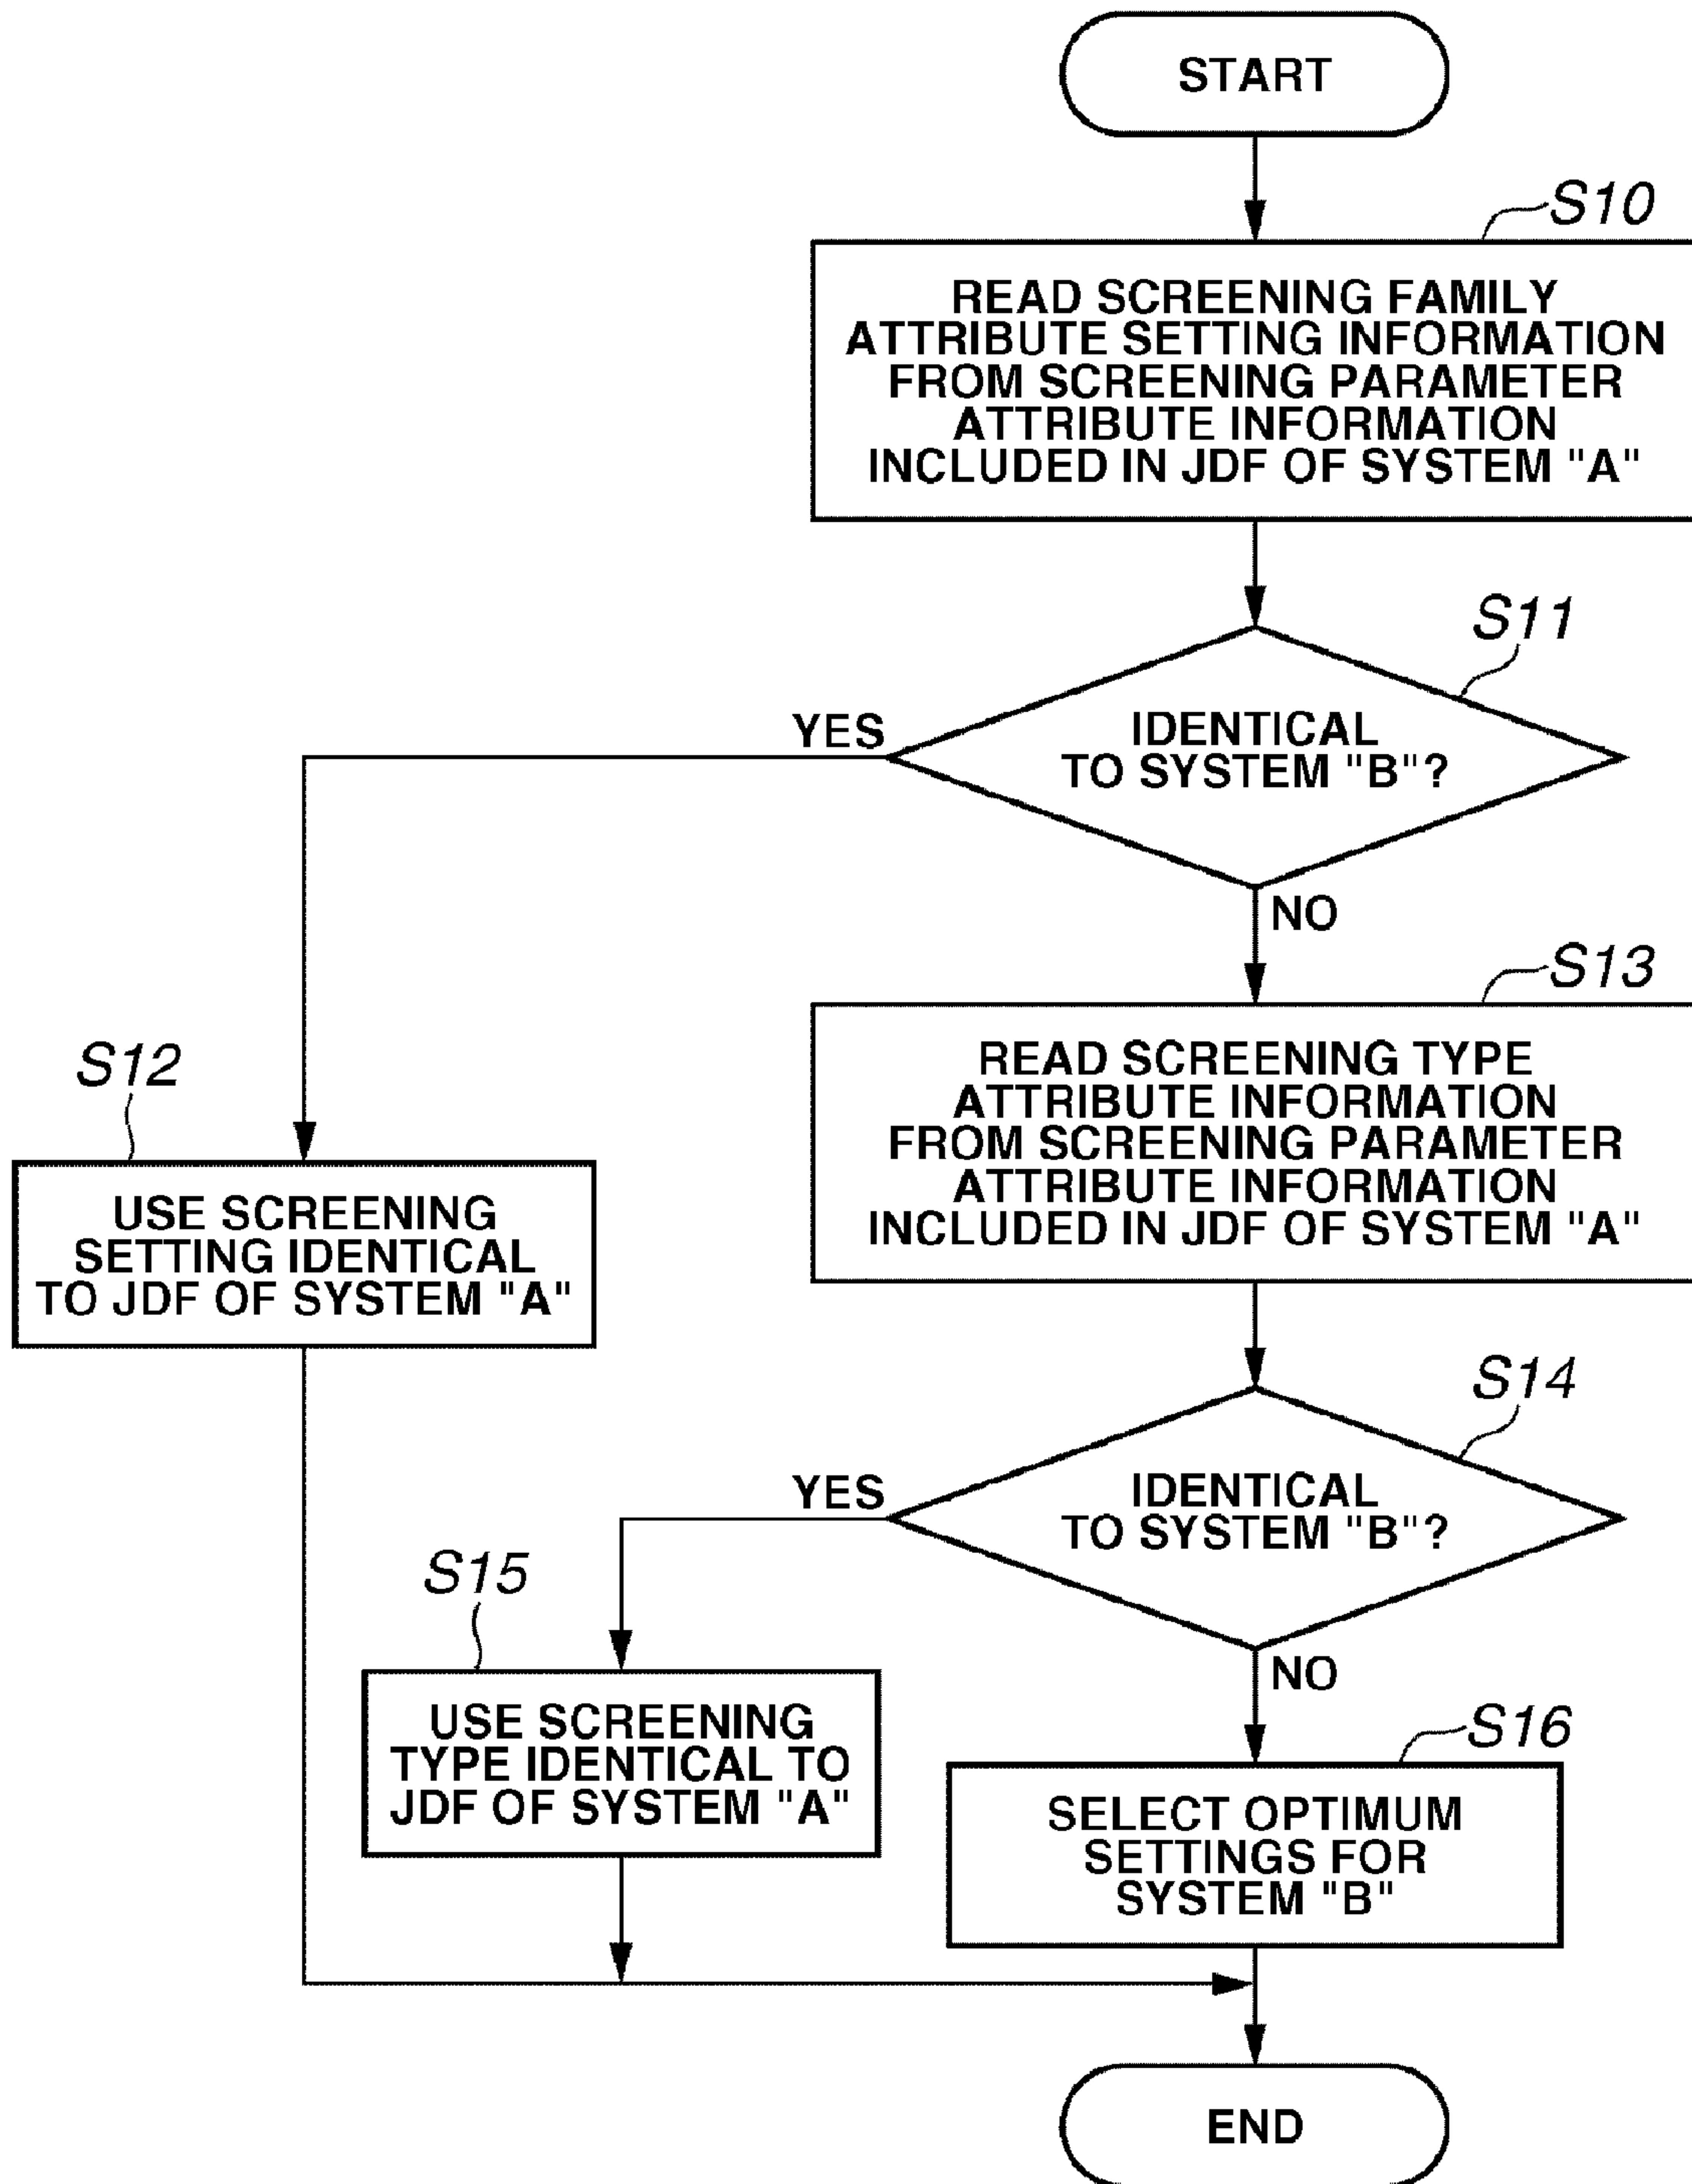 START
S10
READ SCREENING FAMILY
ATTRIBUTE SETTING INFORMATION
FROM SCREENING PARAMETER
ATTRIBUTE INFORMATION
INCLUDED IN JDF OF SYSTEM "A"
S11
IDENTICAL
TO SYSTEM "B"?
YES
NO
S12
USE SCREENING
SETTING IDENTICAL
TO JDF OF SYSTEM "A"
S13
READ SCREENING TYPE
ATTRIBUTE INFORMATION
FROM SCREENING PARAMETER
ATTRIBUTE INFORMATION
INCLUDED IN JDF OF SYSTEM "A"
S14
IDENTICAL
TO SYSTEM "B"?
YES
NO
S15
USE SCREENING
TYPE IDENTICAL TO
JDF OF SYSTEM "A"
S16
SELECT OPTIMUM
SETTINGS FOR
SYSTEM "B"
END